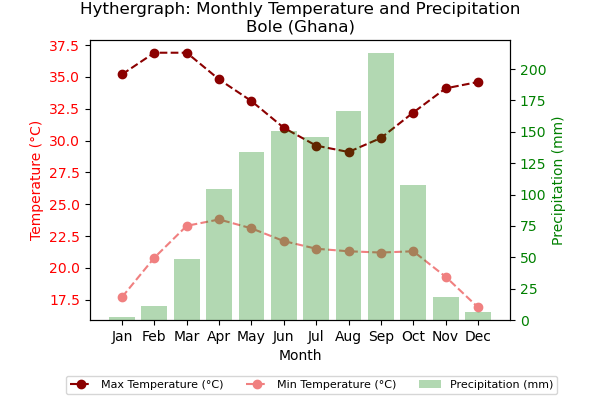 Hythergraph: Monthly Temperature and Precipitation
Bole (Ghana)
37.5
35.0
32.5
30.0
27.5
25.0
22.5
20.0
17.5
Temperature (°C)
200
175
150
125
100
75
50
25
0
Precipitation (mm)
Jan Feb Mar Apr May Jun Jul Aug Sep Oct Nov Dec
Month
Max Temperature (°C) Min Temperature (°C) Precipitation (mm)